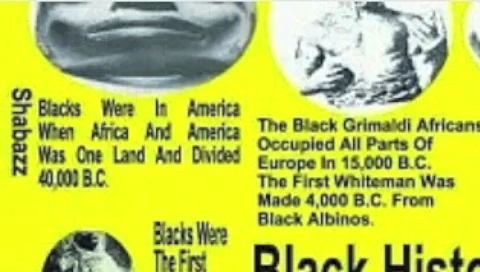 Shabazz
Blacks Were In America
When Africa And America
Was One Land And Divided
40,000 B.C.
The Black Grimaldi Africans
Occupied All Parts Of
Europe In 15,000 B.C.
The First Whiteman Was
Made 4,000 B.C. From
Black Albinos.
Blacks Were
The First
Black Histo